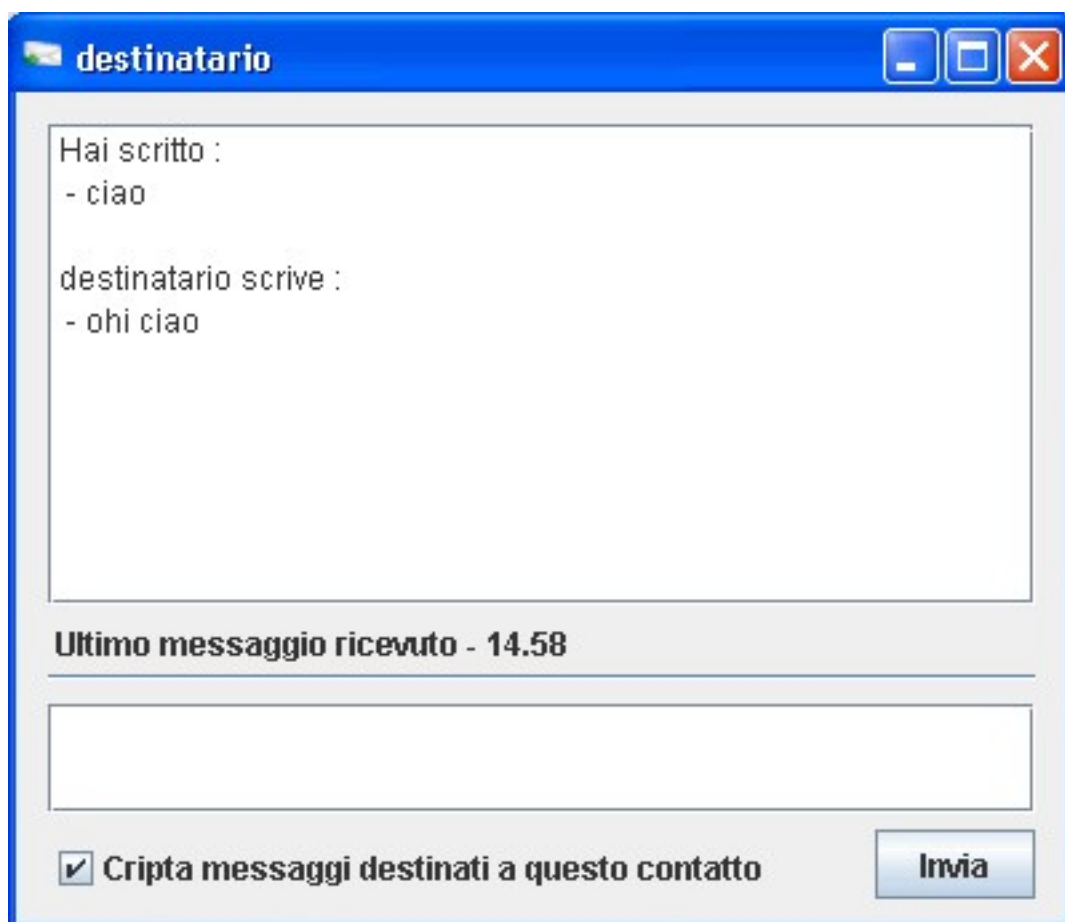 destinatario
Hai scritto :
- ciao
destinatario scrive :
- ohi ciao
Ultimo messaggio ricevuto - 14.58
Cripta messaggi destinati a questo contatto
Invia